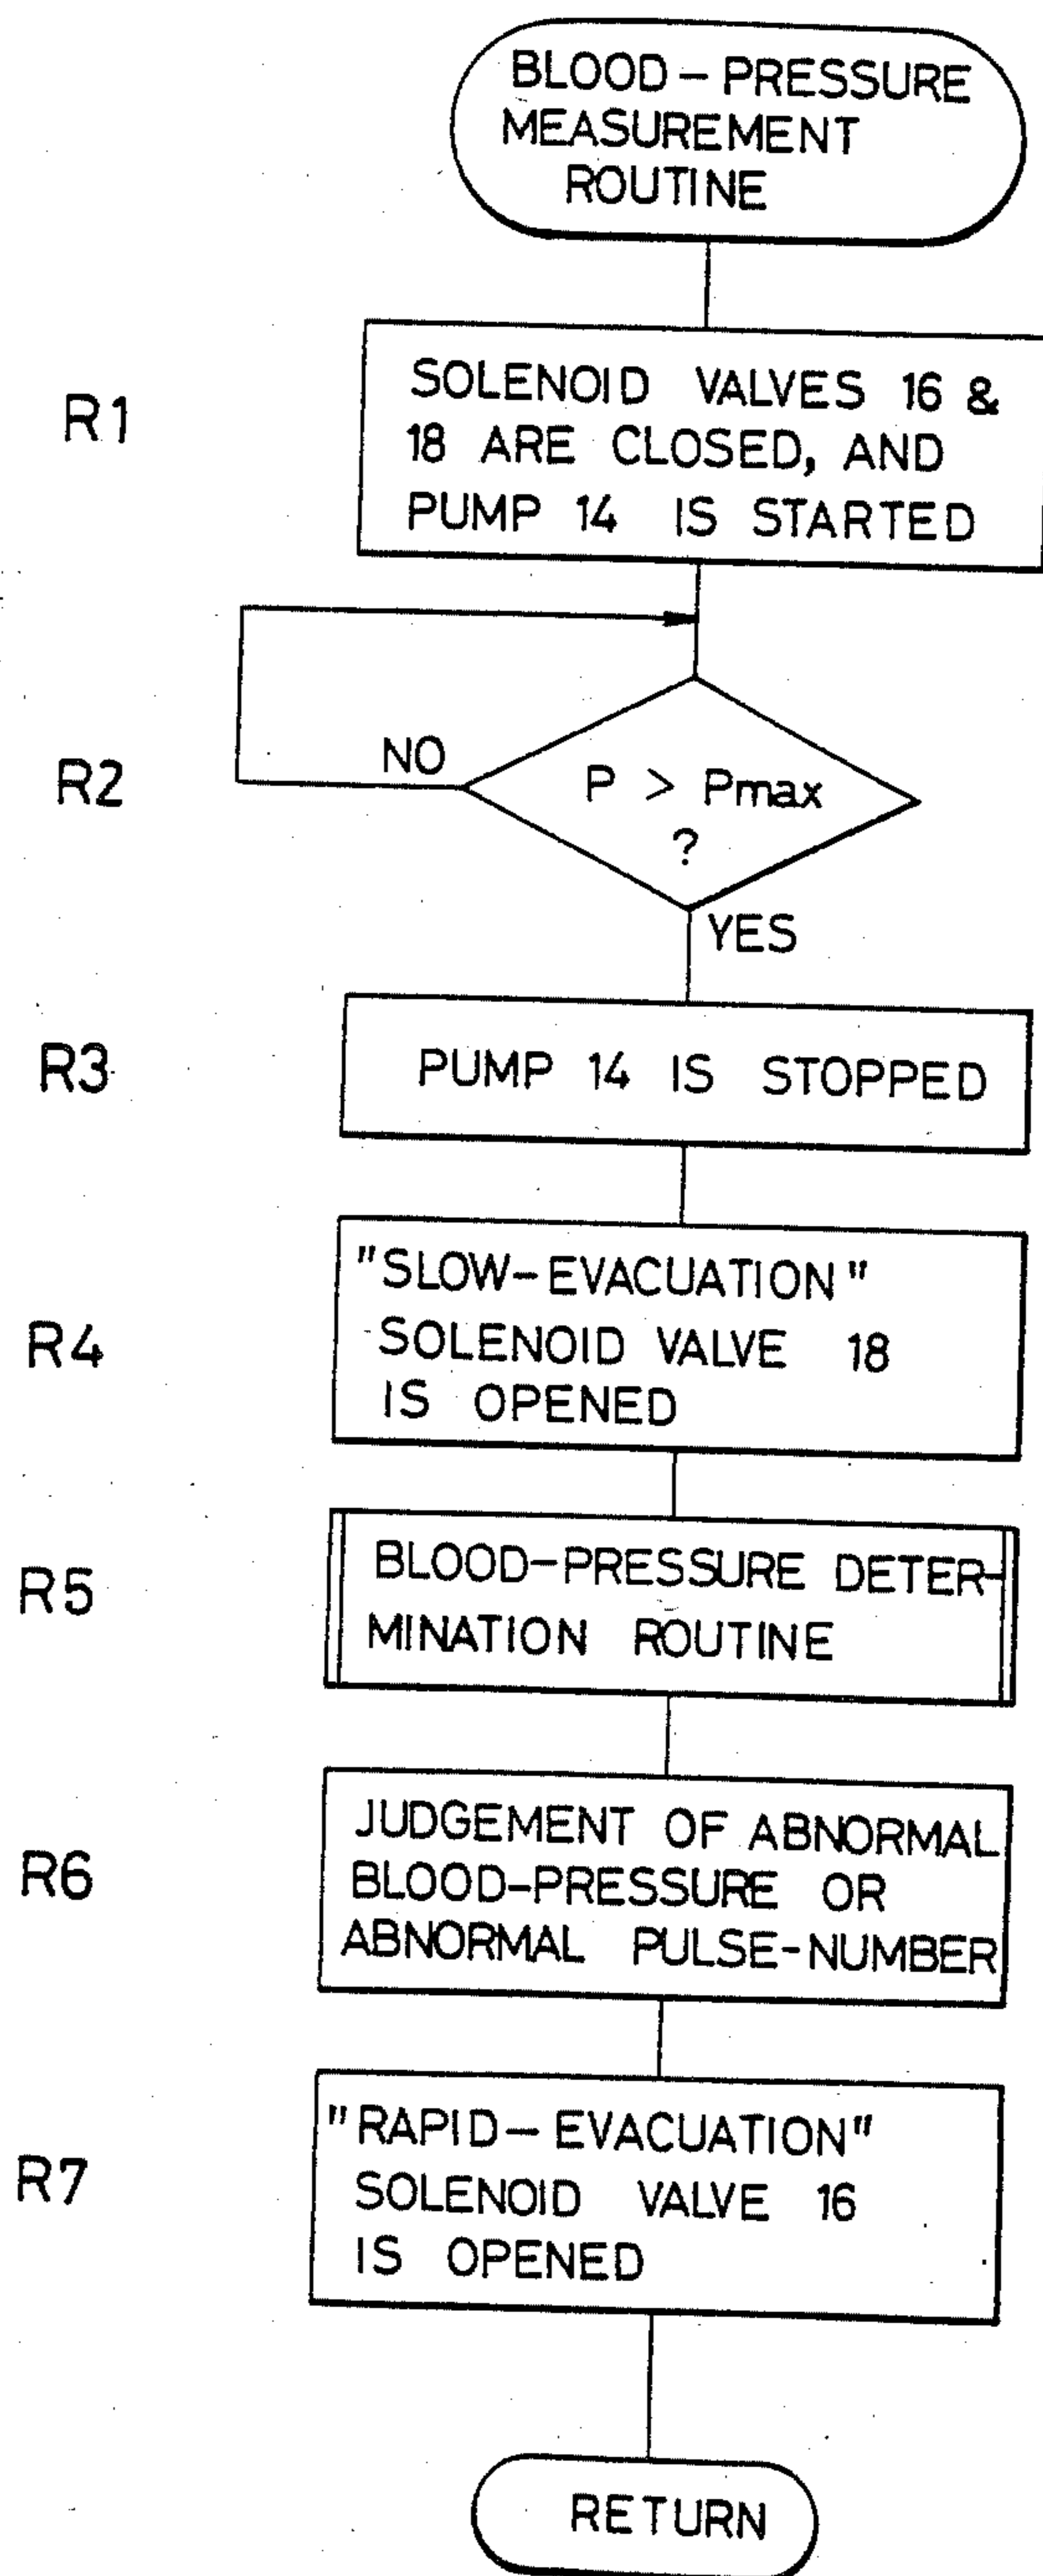 BLOOD-PRESSURE
MEASUREMENT
ROUTINE
R1
SOLENOID VALVES 16 &
18 ARE CLOSED, AND
PUMP 14 IS STARTED
R2
NO
P > Pmax
?
YES
R3
PUMP 14 IS STOPPED
R4
"SLOW-EVACUATION"
SOLENOID VALVE 18
IS OPENED
R5
BLOOD-PRESSURE DETER-
MINATION ROUTINE
R6
JUDGEMENT OF ABNORMAL
BLOOD-PRESSURE OR
ABNORMAL PULSE-NUMBER
R7
"RAPID-EVACUATION"
SOLENOID VALVE 16
IS OPENED
RETURN